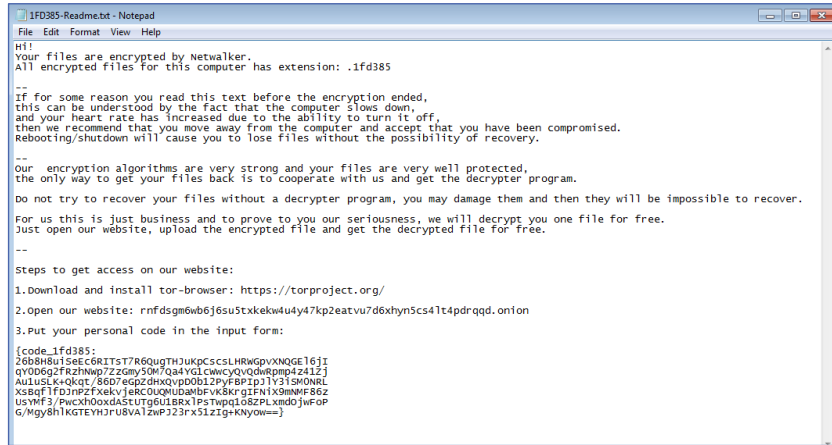 1FD385-Readme.txt - Notepad
File Edit Format View Help
Hi!
Your files are encrypted by Netwalker.
All encrypted files for this computer has extension: .1fd385
--
If for some reason you read this text before the encryption ended,
this can be understood by the fact that the computer slows down,
and your heart rate has increased due to the ability to turn it off,
then we recommend that you move away from the computer and accept that you have been compromised.
Rebooting/shutdown will cause you to lose files without the possibility of recovery.
--
Our  encryption algorithms are very strong and your files are very well protected,
the only way to get your files back is to cooperate with us and get the decrypter program.
Do not try to recover your files without a decrypter program, you may damage them and then they will be impossible to recover.
For us this is just business and to prove to you our seriousness, we will decrypt you one file for free.
Just open our website, upload the encrypted file and get the decrypted file for free.
--
Steps to get access on our website:
1.Download and install tor-browser: https://torproject.org/
2.Open our website: rnfdsgm6wb6j6su5txkekw4u4y47kp2eatvu7d6xhyn5cs4lt4pdrqqd.onion
3.Put your personal code in the input form:
{code_1fd385:
26b8H8uiSeEc6RITsT7R6QugTHJuKpCscsLHRWGpvXNQGEl6jI
qYOD6g2fRzhNWp7ZzGmy50M7Qa4YG1cWwcyQvQdwRpmp4z41Zj
Au1uSLK+Qkqt/86D7eGpZdHxQvpDOb12PyFBPIpJlY3iSMONRL
XsBqflfDJnPZfXekvjeRC0UQMUDaMbFvK8KrgIFNiX9mNMF86z
UsYMf3/PwcXhOoxdAStUTg6U1BRxlPsTwpq1o8ZPLxmdOjwFoP
G/Mgy8hlKGTEYHJrU8VAlzwPJ23rx51zIg+KNyow==}